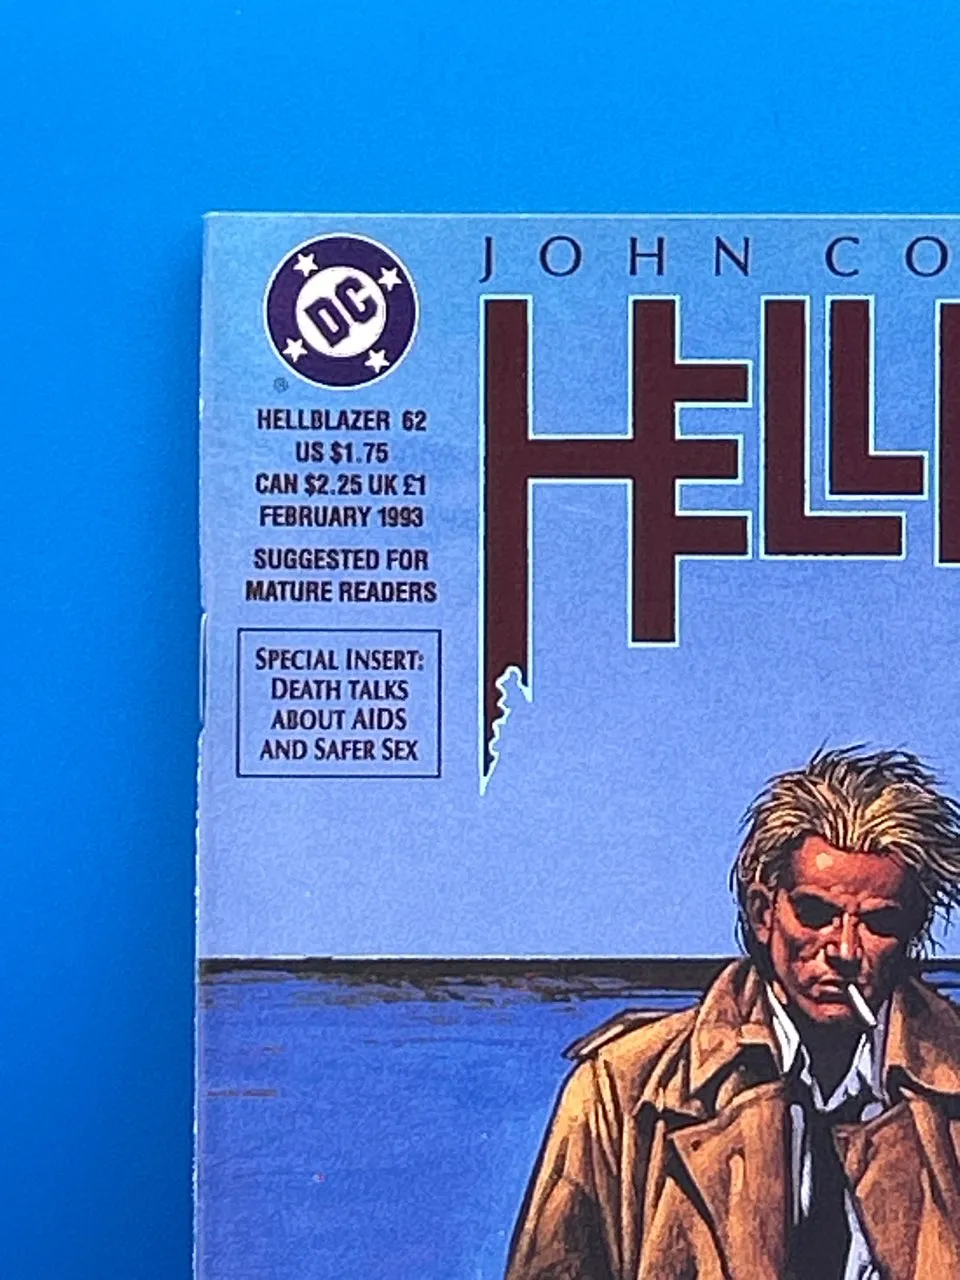 DC
®
HELLBLAZER 62
US $1.75
CAN $2.25 UK £1
FEBRUARY 1993
SUGGESTED FOR
MATURE READERS
SPECIAL INSERT:
DEATH TALKS
ABOUT AIDS
AND SAFER SEX
JOHN CO
HELL